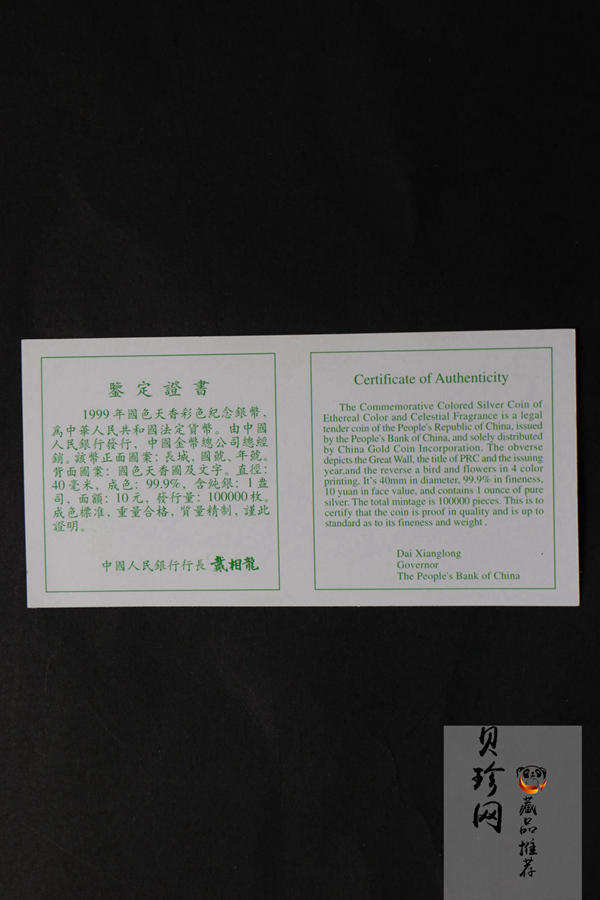 鑒定證書
1999年國色天香彩色紀念銀幣，
爲中華人民共和國法定貨幣。由中國
人民銀行發行，中國金幣總公司總經
銷。該幣正面圖案：長城、國號、年號。
背面圖案：國色天香圖及文字。直徑：
40毫米，成色：99.9%，含純銀：1盎
司，面額：10元，發行量：100000枚。
成色標准，重量合格，質量精制，謹此
證明。
中國人民銀行行長 戴相龍
Certificate of Authenticity
The Commemorative Colored Silver Coin of
Ethereal Color and Celestial Fragrance is a legal
tender coin of the People's Republic of China, issued
by the People's Bank of China, and solely distributed
by China Gold Coin Incorporation. The obverse
depicts the Great Wall, the title of PRC and the issuing
year,and the reverse a bird and flowers in 4 color
printing. It's 40mm in diameter, 99.9% in fineness,
10 yuan in face value, and contains 1 ounce of pure
silver. The total mintage is 100000 pieces. This is to
certify that the coin is proof in quality and is up to
standard as to its fineness and weight .
Dai Xianglong
Governor
The People's Bank of China
贝珍网
藏品推荐